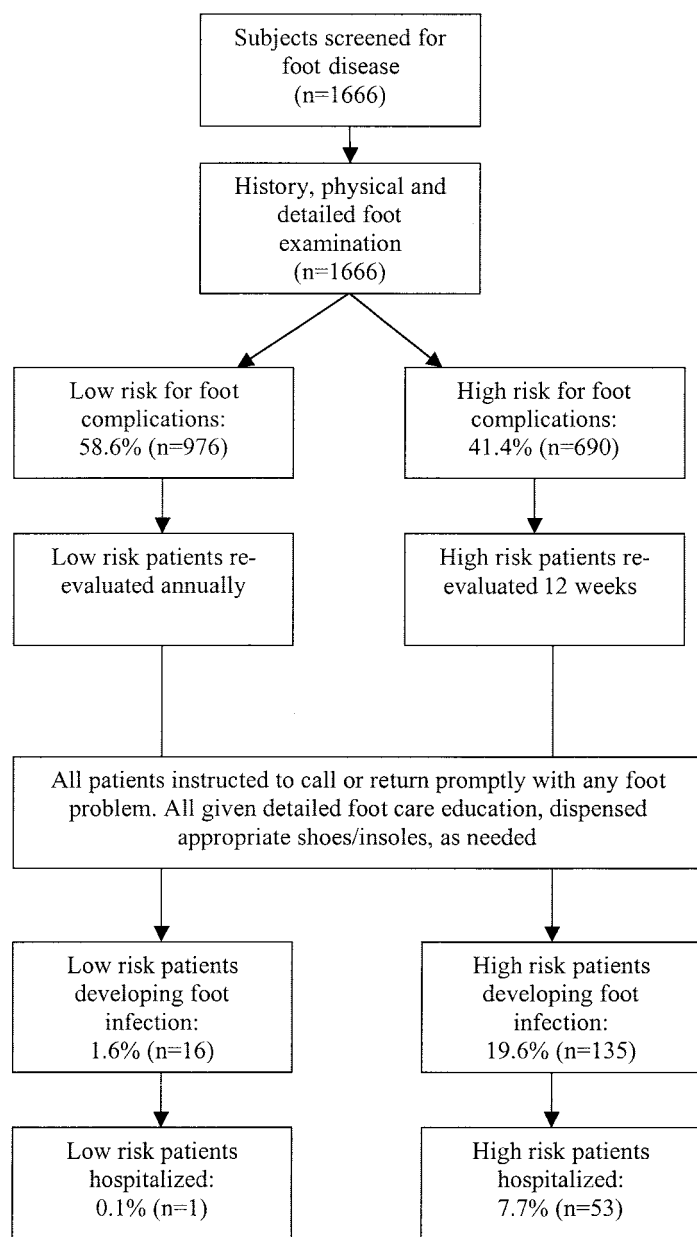 Subjects screened for
foot disease
(n=1666)
History, physical and
detailed foot
examination
(n=1666)
Low risk for foot
complications:
58.6% (n=976)
High risk for foot
complications:
41.4% (n=690)
Low risk patients re-
evaluated annually
High risk patients re-
evaluated 12 weeks
All patients instructed to call or return promptly with any foot
problem. All given detailed foot care education, dispensed
appropriate shoes/insoles, as needed
Low risk patients
developing foot
infection:
1.6% (n=16)
High risk patients
developing foot
infection:
19.6% (n=135)
Low risk patients
hospitalized:
0.1% (n=1)
High risk patients
hospitalized:
7.7% (n=53)